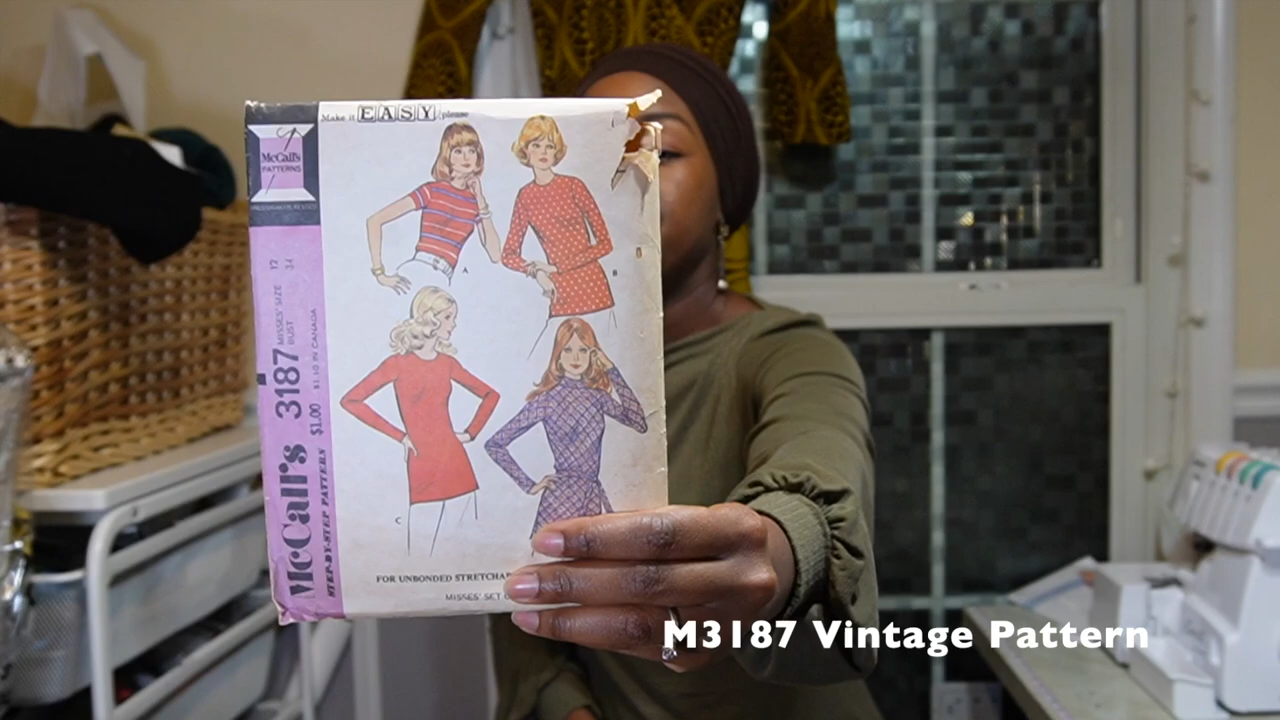 Make it EASY please
McCall's
PATTERNS
A
B
C
McCall's 3187
MISSES' SIZE 12
BUST 34
STEP-BY-STEP PATTERN $1.00 $1.10 IN CANADA
FOR UNBONDED STRETCHA
MISSES' SET
M3187 Vintage Pattern